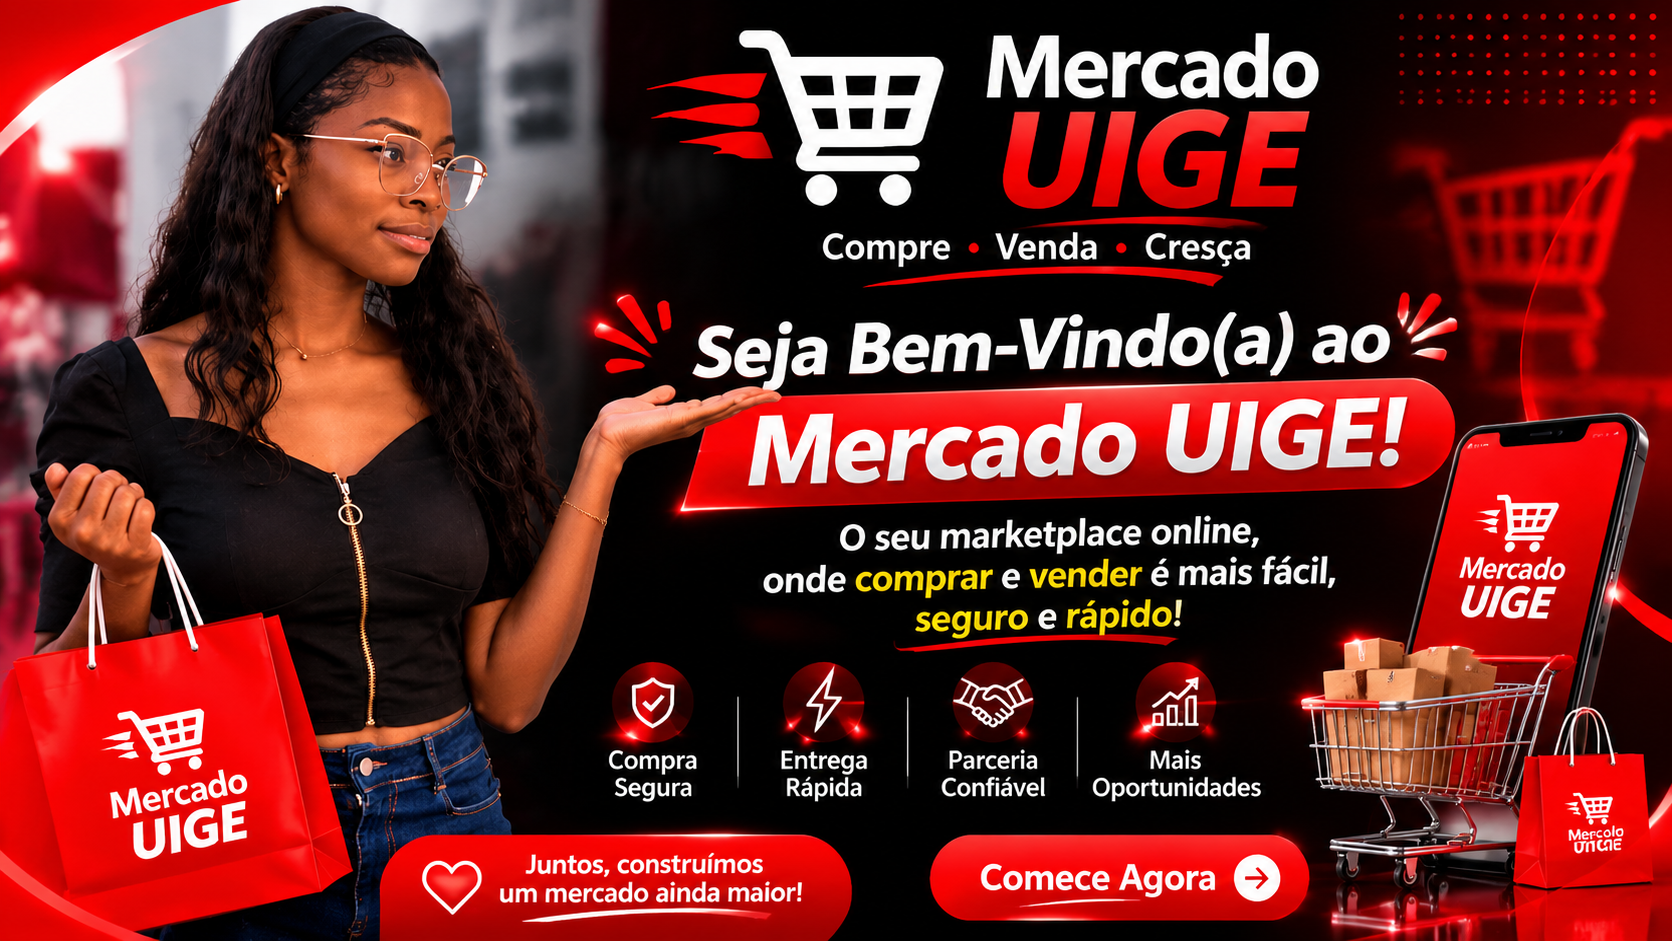 Mercado
UIGE
Compre • Venda • Cresça
Seja Bem-Vindo(a) ao
Mercado UIGE!
O seu marketplace online,
onde comprar e vender é mais fácil,
seguro e rápido!
Compra
Segura
Entrega
Rápida
Parceria
Confiável
Mais
Oportunidades
Juntos, construímos
um mercado ainda maior!
Comece Agora
Mercado
UIGE
Mercado
UIGE